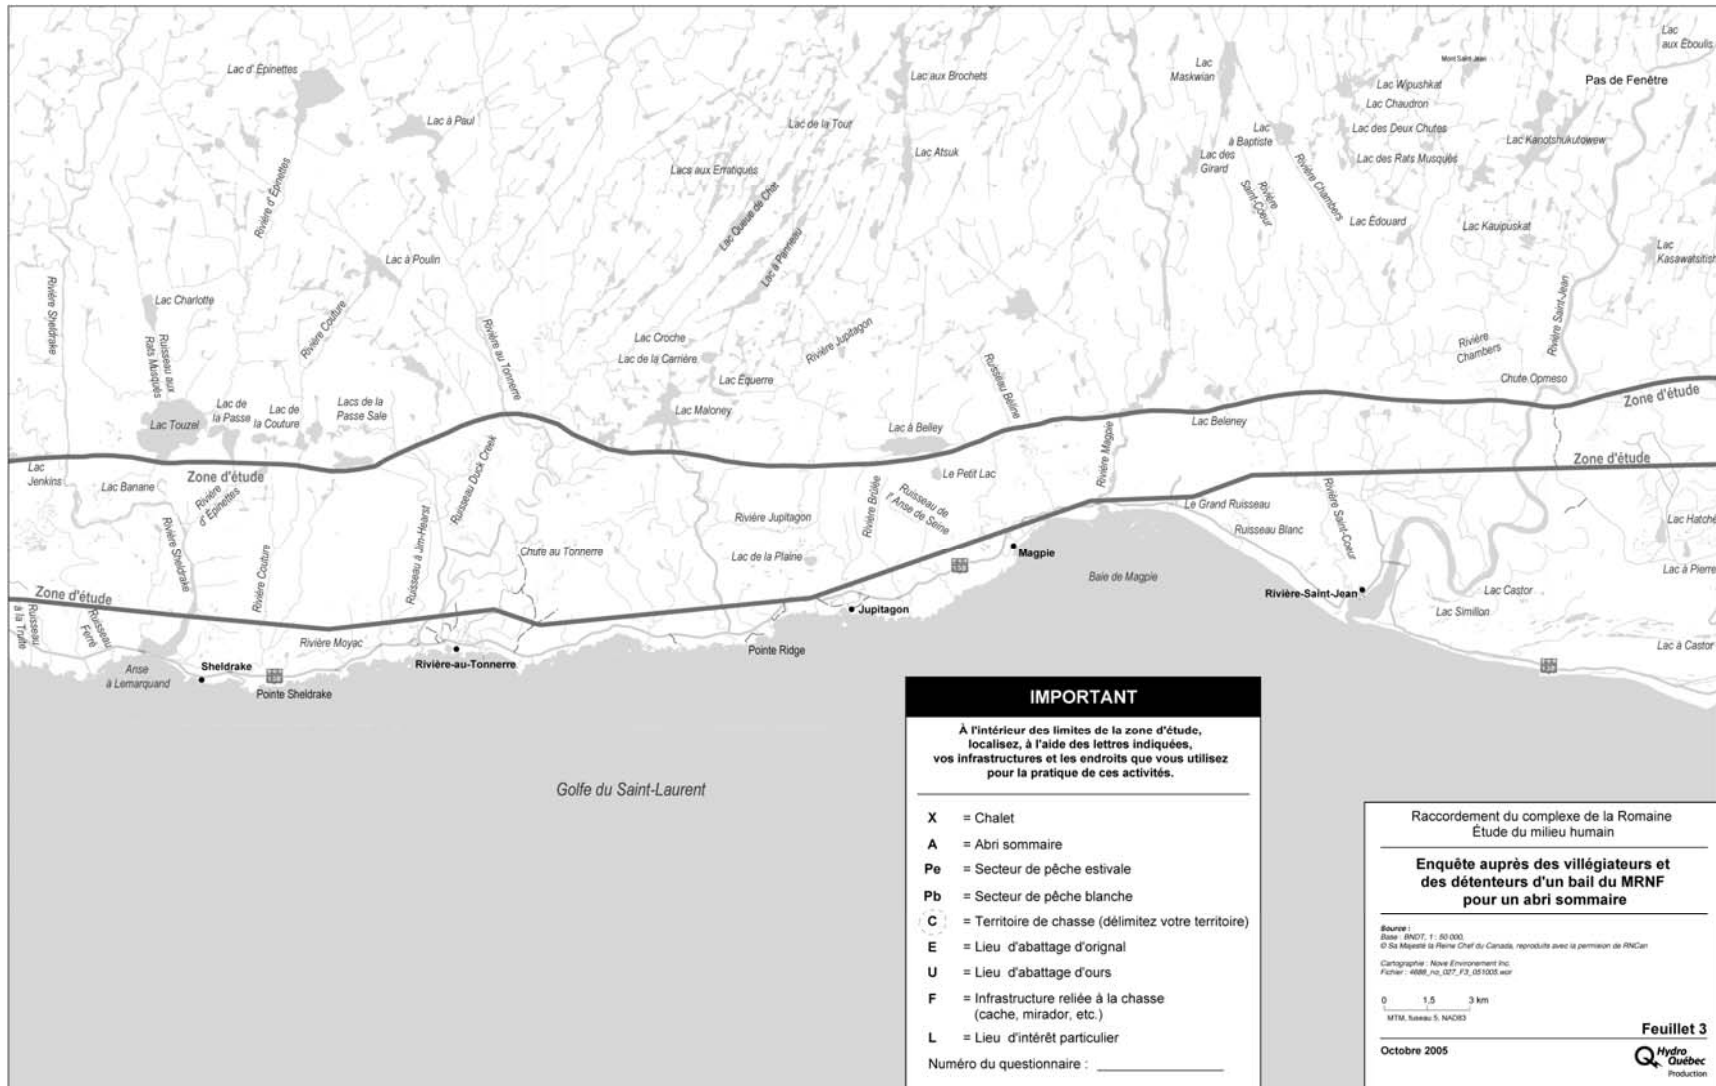 Lac
aux Éboulis
Lac d' Épinettes
Lac
Maskwian
Mont Saint-Jean
Lac aux Brochets
Pas de Fenêtre
Lac Wipushkat
Lac Chaudron
Lac à Paul
Lac de la Tour
Lac
à Baptiste
Lac des Deux Chutes
Lac Kanotshukutowew
Lac Atsuk
Lac des
Girard
Lac des Rats Musqués
Lacs aux Erratiques
Rivière d' Épinettes
Lac Queue de Chat
Rivière
Saint-Coeur
Rivière Chambers
Lac Édouard
Lac Kauipuskat
Lac à Panneau
Lac à Poulin
Lac
Kasawatsitish
Rivière Sheldrake
Lac Charlotte
Ruisseau aux
Rats Musqués
Rivière Couture
Rivière au Tonnerre
Lac Croche
Rivière Jupitagon
Lac de la Carrière
Lac Équerre
Ruisseau Béline
Rivière
Chambers
Rivière Saint-Jean
Chute Opmeso
Zone d'étude
Lac Touzel
Lac de
la Passe
Lac de
la Couture
Lacs de la
Passe Sale
Lac Maloney
Lac à Belley
Lac Beleney
Lac
Jenkins
Zone d'étude
Lac Banane
Rivière
d' Épinettes
Ruisseau Duck Creek
Le Petit Lac
Rivière Magpie
Zone d'étude
Rivière Sheldrake
Rivière Couture
Ruisseau à Jim-Hearst
Chute au Tonnerre
Rivière Jupitagon
Lac de la Plaine
Rivière Brûlée
Ruisseau de
l' Anse de Seine
Magpie
Baie de Magpie
Le Grand Ruisseau
Ruisseau Blanc
Rivière Saint-Coeur
Rivière-Saint-Jean
Lac Hatché
Lac à Pierre
Lac Castor
Lac Simillon
Lac à Castor
Zone d'étude
Ruisseau
à la Truite
Ruisseau
Ferré
Rivière Moyac
Anse
à Lemarquand
Sheldrake
138
Pointe Sheldrake
Rivière-au-Tonnerre
Pointe Ridge
Jupitagon
138
138
Golfe du Saint-Laurent
IMPORTANT
À l'intérieur des limites de la zone d'étude,
localisez, à l'aide des lettres indiquées,
vos infrastructures et les endroits que vous utilisez
pour la pratique de ces activités.
X = Chalet
A = Abri sommaire
Pe = Secteur de pêche estivale
Pb = Secteur de pêche blanche
C = Territoire de chasse (délimitez votre territoire)
E = Lieu d'abattage d'orignal
U = Lieu d'abattage d'ours
F = Infrastructure reliée à la chasse
(cache, mirador, etc.)
L = Lieu d'intérêt particulier
Numéro du questionnaire :
Raccordement du complexe de la Romaine
Étude du milieu humain
Enquête auprès des villégiateurs et
des détenteurs d'un bail du MRNF
pour un abri sommaire
Source :
Base : BNDT, 1 : 50 000,
© Sa Majesté la Reine Chef du Canada, reproduite avec la permision de RNCan
Cartographie : Nove Environement Inc.
Fichier : 4688_no_027_F3_051005.wor
0 1,5 3 km
MTM, fuseau 5, NAD83
Feuillet 3
Octobre 2005
Hydro
Québec
Production